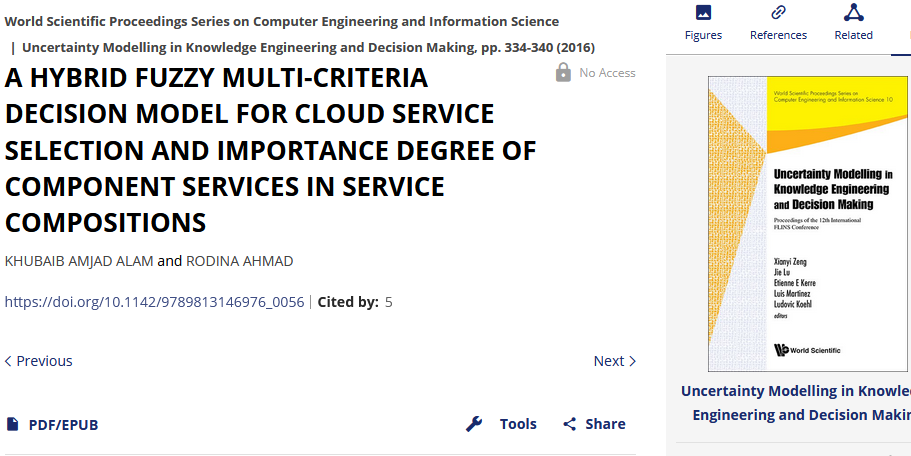 World Scientific Proceedings Series on Computer Engineering and Information Science
| Uncertainty Modelling in Knowledge Engineering and Decision Making, pp. 334-340 (2016)
A HYBRID FUZZY MULTI-CRITERIA
DECISION MODEL FOR CLOUD SERVICE
SELECTION AND IMPORTANCE DEGREE OF
COMPONENT SERVICES IN SERVICE
COMPOSITIONS
No Access
KHUBAIB AMJAD ALAM and RODINA AHMAD
https://doi.org/10.1142/9789813146976_0056 | Cited by: 5
< Previous
Next >
PDF/EPUB
Tools
Share
Figures
References
Related
World Scientific Proceedings Series on
Computer Engineering and Information Science 10
Uncertainty Modelling in
Knowledge Engineering
and Decision Making
Proceedings of the 12th International
FLINS Conference
Xianyi Zeng
Jie Lu
Etienne E Kerre
Luis Martinez
Ludovic Koehl
editors
World Scientific
Uncertainty Modelling in Knowle
Engineering and Decision Makin